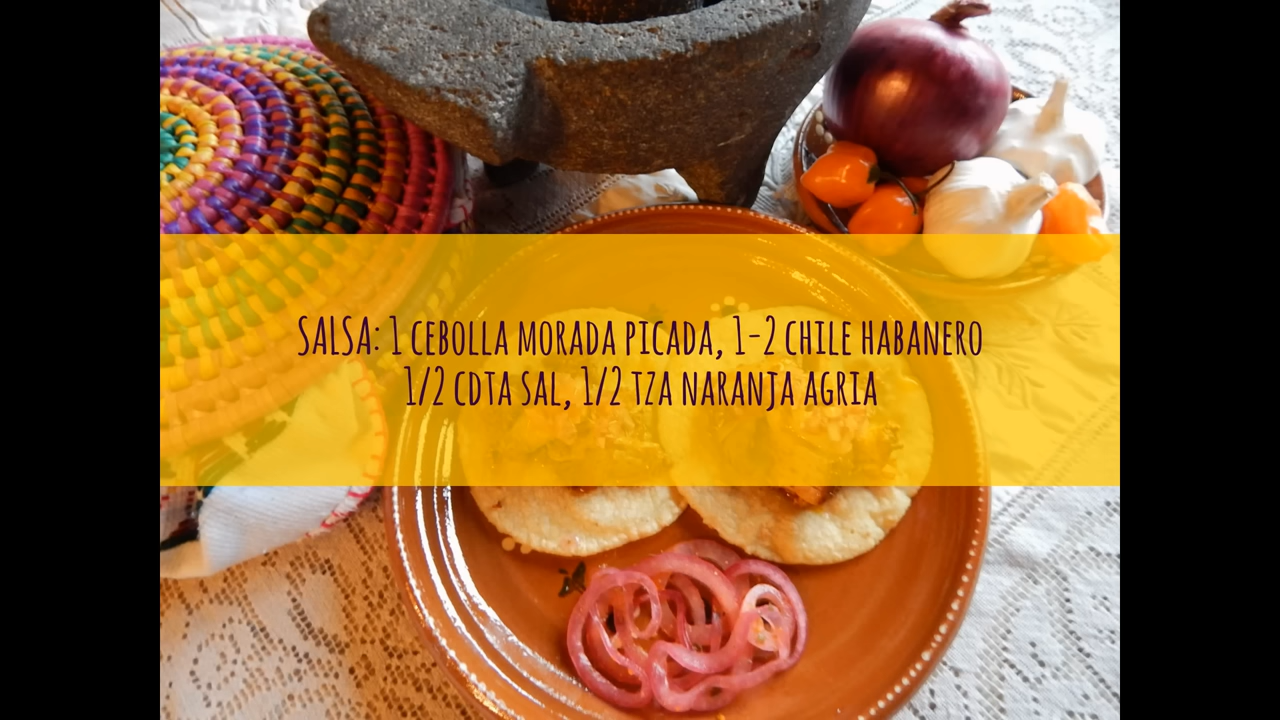 SALSA: 1 CEBOLLA MORADA PICADA, 1-2 CHILE HABANERO
1/2 CDTA SAL, 1/2 TZA NARANJA AGRIA